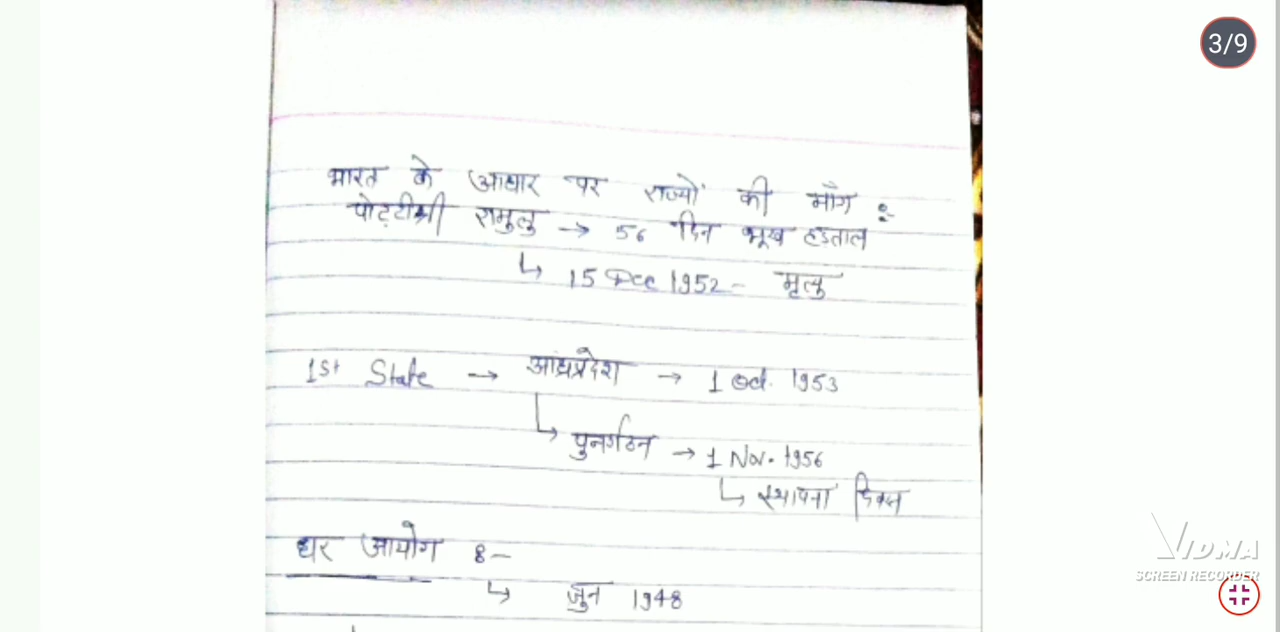 3/9
भारत के आधार पर राज्यों की माँग :-
पोट्टीश्री रामुलु → 56 दिन भूख हडताल
↳ 15 Dec 1952 - मृत्यु
1st State → आंध्रप्रदेश → 1 Oct. 1953
↳ पुनर्गठन → 1 Nov. 1956
↳ स्थापना दिवस
धर आयोग :-
↳ जुन 1948
VIDMA
SCREEN RECORDER